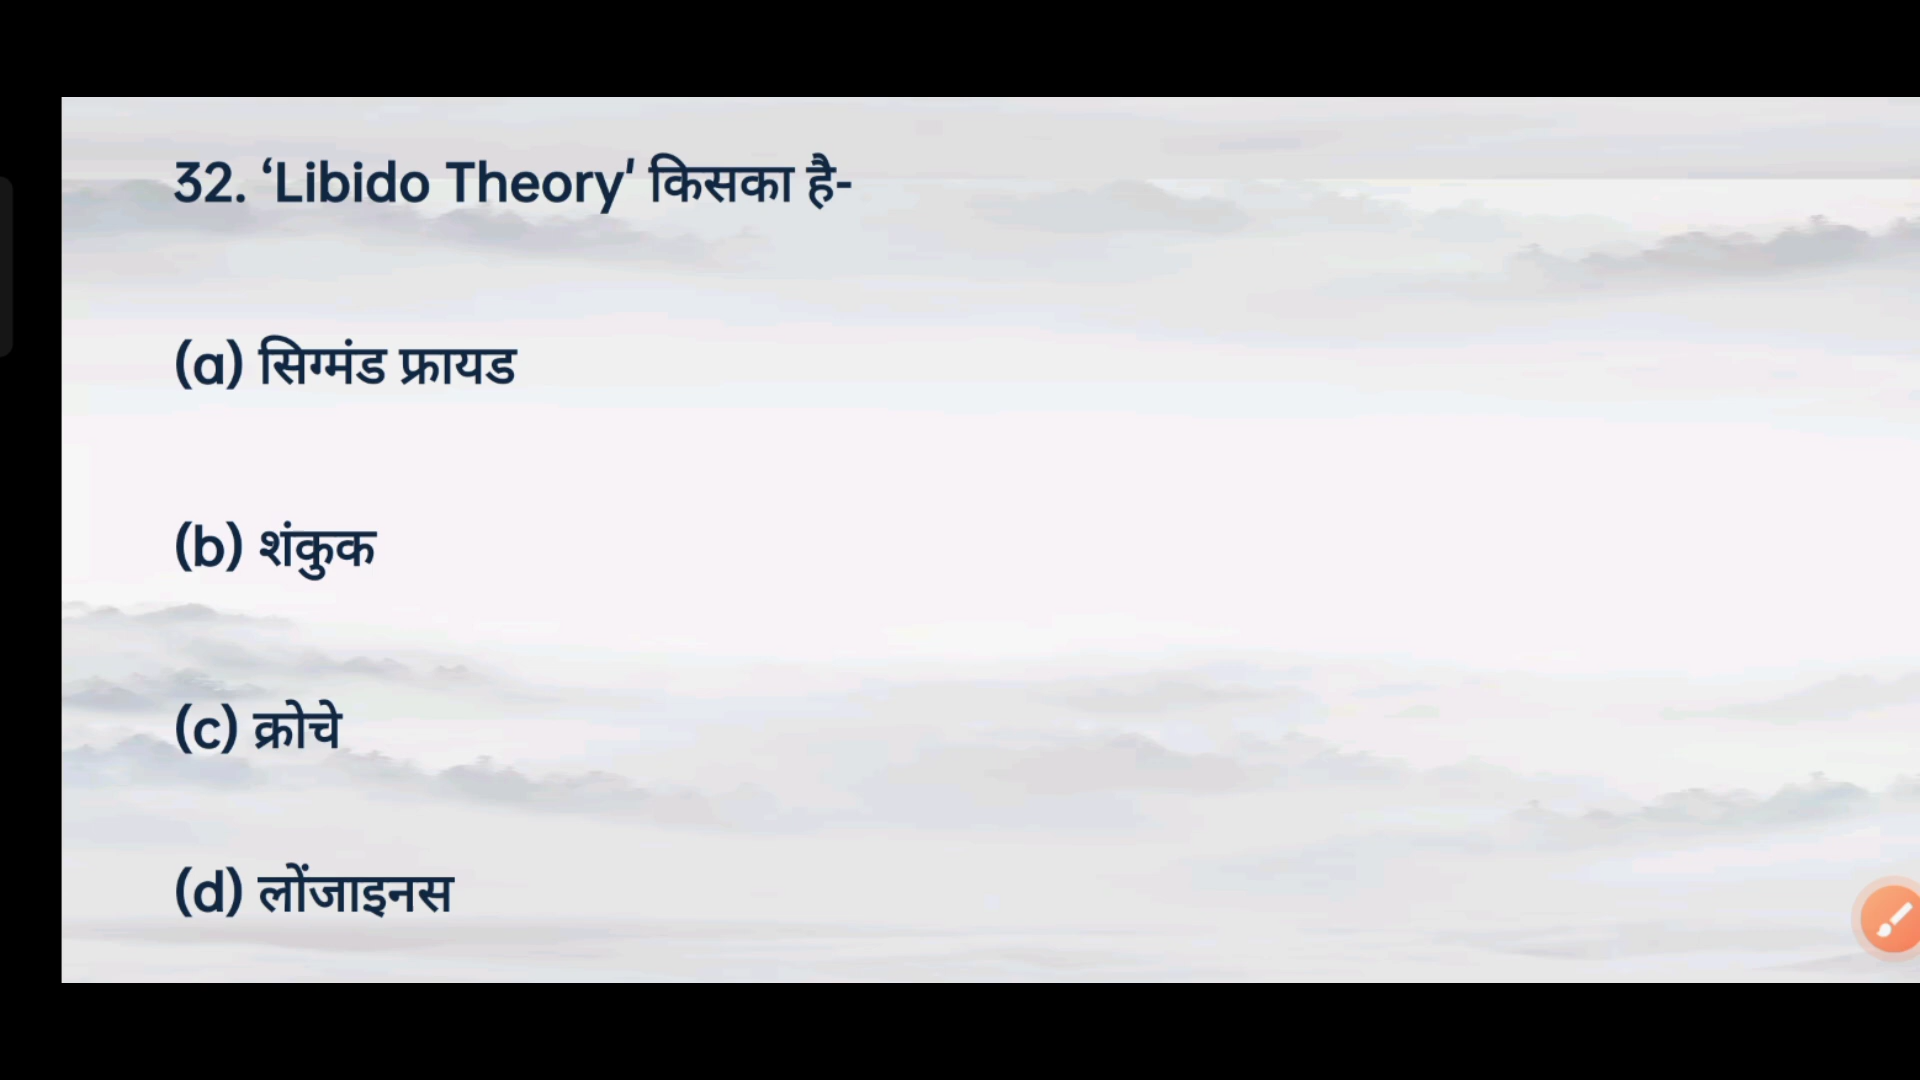 32. ‘Libido Theory’ किसका है-
(a) सिग्मंड फ्रायड
(b) शंकुक
(c) क्रोचे
(d) लोंजाइनस